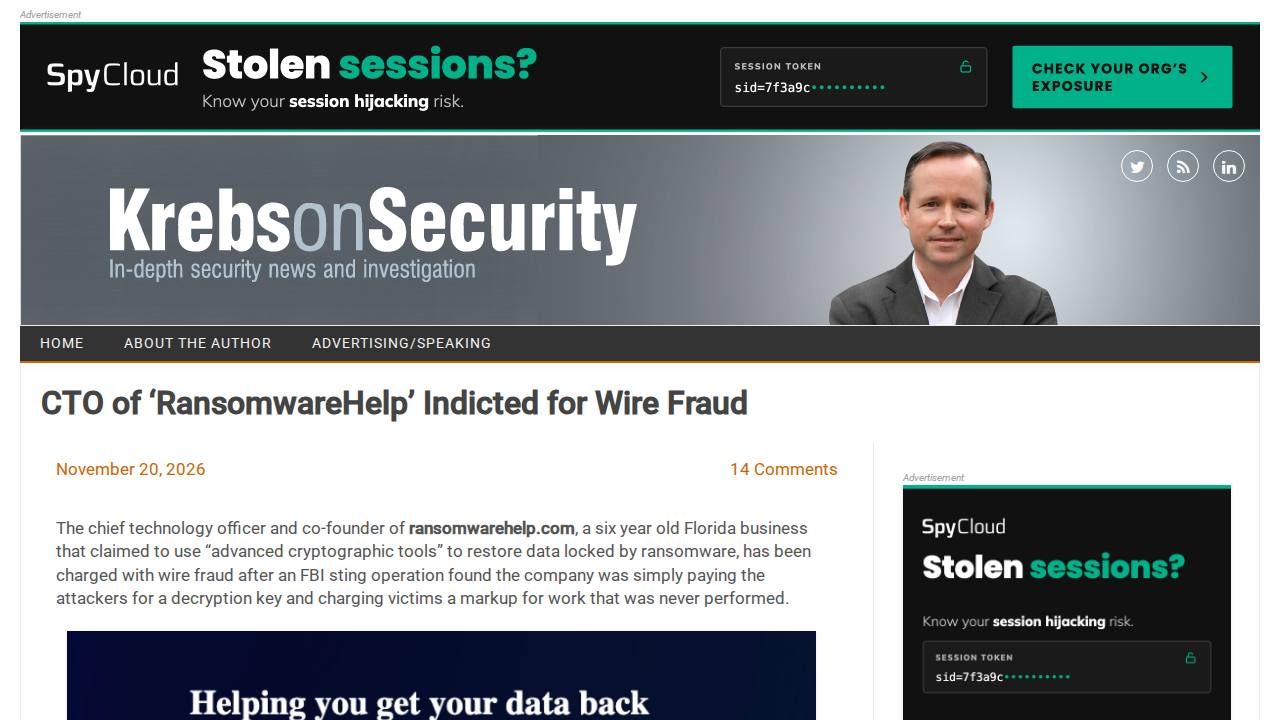 Advertisement
SpyCloud
Stolen sessions?
Know your session hijacking risk.
SESSION TOKEN
sid=7f3a9c••••••••••
CHECK YOUR ORG’S
EXPOSURE
KrebsonSecurity
In-depth security news and investigation
in
HOME ABOUT THE AUTHOR ADVERTISING/SPEAKING
CTO of ‘RansomwareHelp’ Indicted for Wire Fraud
November 20, 2026
14 Comments
The chief technology officer and co-founder of ransomwarehelp.com, a six year old Florida business
that claimed to use “advanced cryptographic tools” to restore data locked by ransomware, has been
charged with wire fraud after an FBI sting operation found the company was simply paying the
attackers for a decryption key and charging victims a markup for work that was never performed.
Helping you get your data back
Advertisement
SpyCloud
Stolen sessions?
Know your session hijacking risk.
SESSION TOKEN
sid=7f3a9c••••••••••